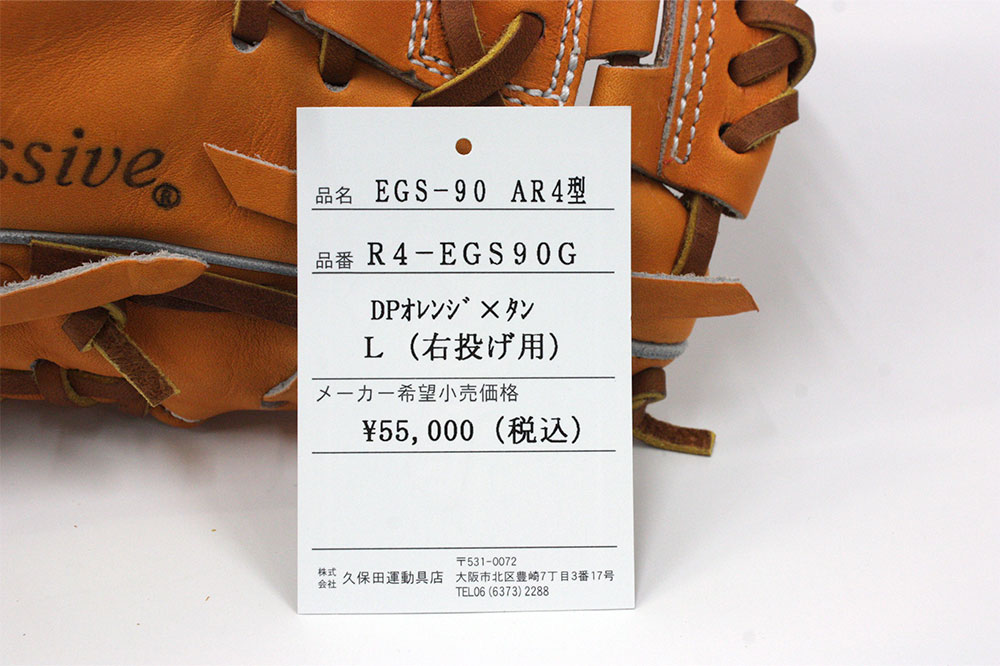 ssive®
品名 EGS-90 AR4型
品番 R4-EGS90G
DPｵﾚﾝｼﾞ×ﾀﾝ
L (右投げ用)
メーカー希望小売価格
¥55,000 (税込)
株式会社 久保田運動具店
〒531-0072
大阪市北区豊崎7丁目3番17号
TEL06(6373)2288